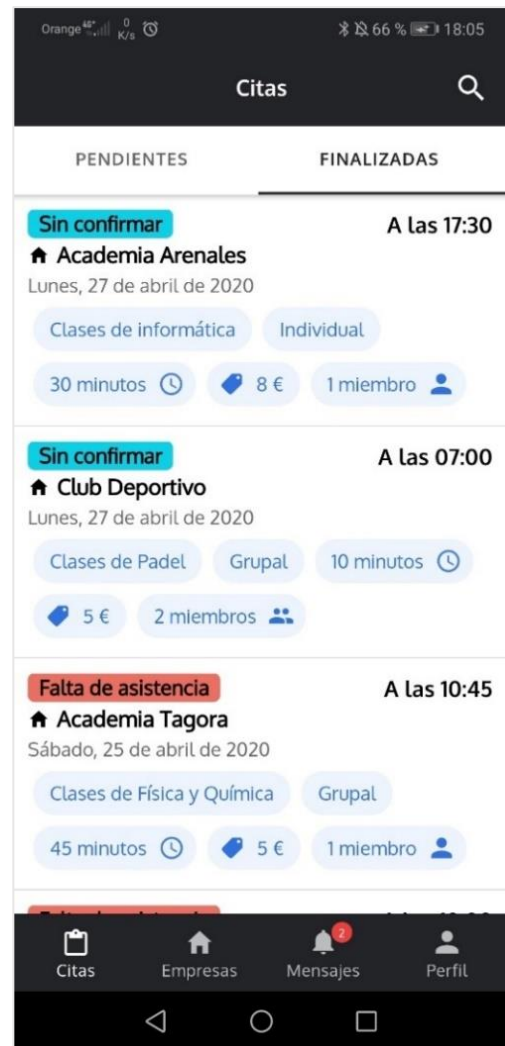 Orange 4G+ 0 K/s 66 % 18:05
Citas
PENDIENTES FINALIZADAS
Sin confirmar A las 17:30
Academia Arenales
Lunes, 27 de abril de 2020
Clases de informática Individual
30 minutos 8 € 1 miembro
Sin confirmar A las 07:00
Club Deportivo
Lunes, 27 de abril de 2020
Clases de Padel Grupal 10 minutos
5 € 2 miembros
Falta de asistencia A las 10:45
Academia Tagora
Sábado, 25 de abril de 2020
Clases de Física y Química Grupal
45 minutos 5 € 1 miembro
2
Citas Empresas Mensajes Perfil